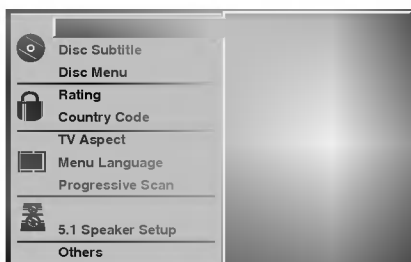 Disc Subtitle
Disc Menu
Rating
Country Code
TV Aspect
Menu Language
Progressive Scan
5.1 Speaker Setup
Others